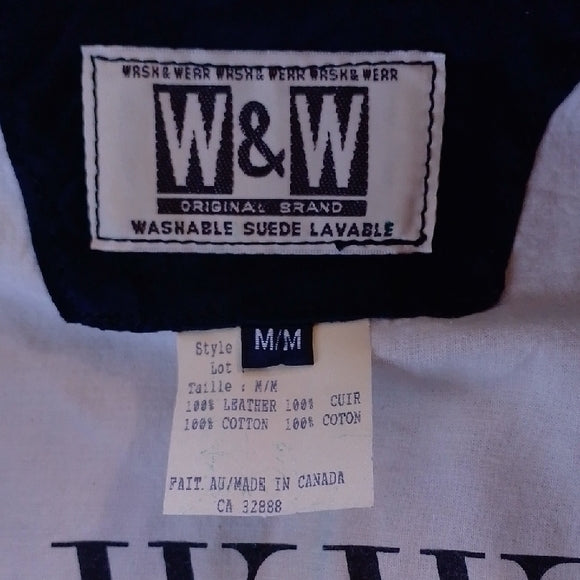 WASH & WEAR WASH & WEAR WASH & WEAR
W&W
ORIGINAL BRAND
WASHABLE SUEDE LAVABLE
M/M
Style
Lot
Taille : M/M
100% LEATHER 100% CUIR
100% COTTON 100% COTON
FAIT AU/MADE IN CANADA
CA 32888